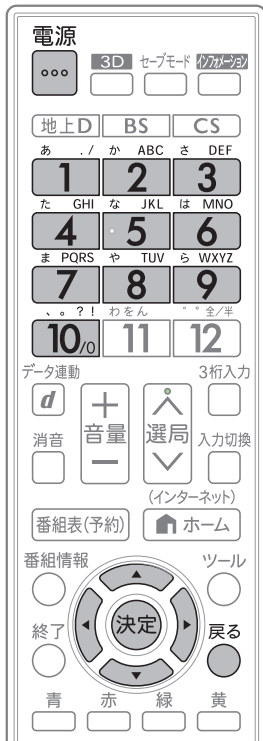 電源
3D セーブモード インフォメーション
地上D BS CS
あ ./ か ABC さ DEF
1 2 3
た GHI な JKL は MNO
4 5 6
ま PQRS や TUV ら WXYZ
7 8 9
、。?! わをん ゛゜全/半
10/0 11 12
データ連動 3桁入力
d + 音量 − 選局
消音 入力切換
(インターネット)
番組表(予約) ホーム
番組情報 ツール
決定
終了 戻る
青 赤 緑 黄